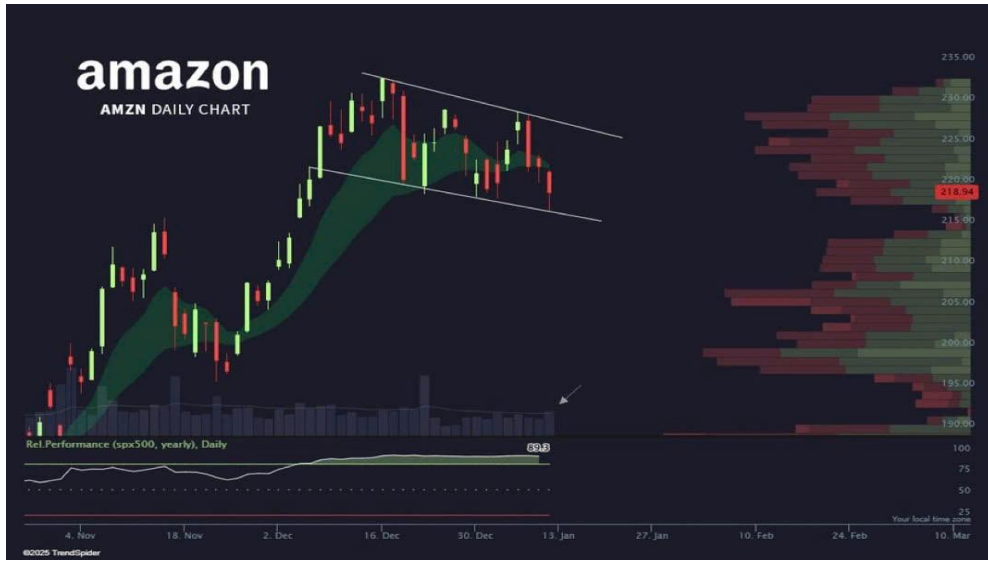 amazon
AMZN DAILY CHART
235.00
230.00
225.00
220.00
218.94
215.00
210.00
205.00
200.00
195.00
190.00
Rel.Performance (spx500, yearly), Daily
89.3
100
75
50
25
Your local time zone
4. Nov 18. Nov 2. Dec 16. Dec 30. Dec 13. Jan 27. Jan 10. Feb 24. Feb 10. Mar
©2025 TrendSpider